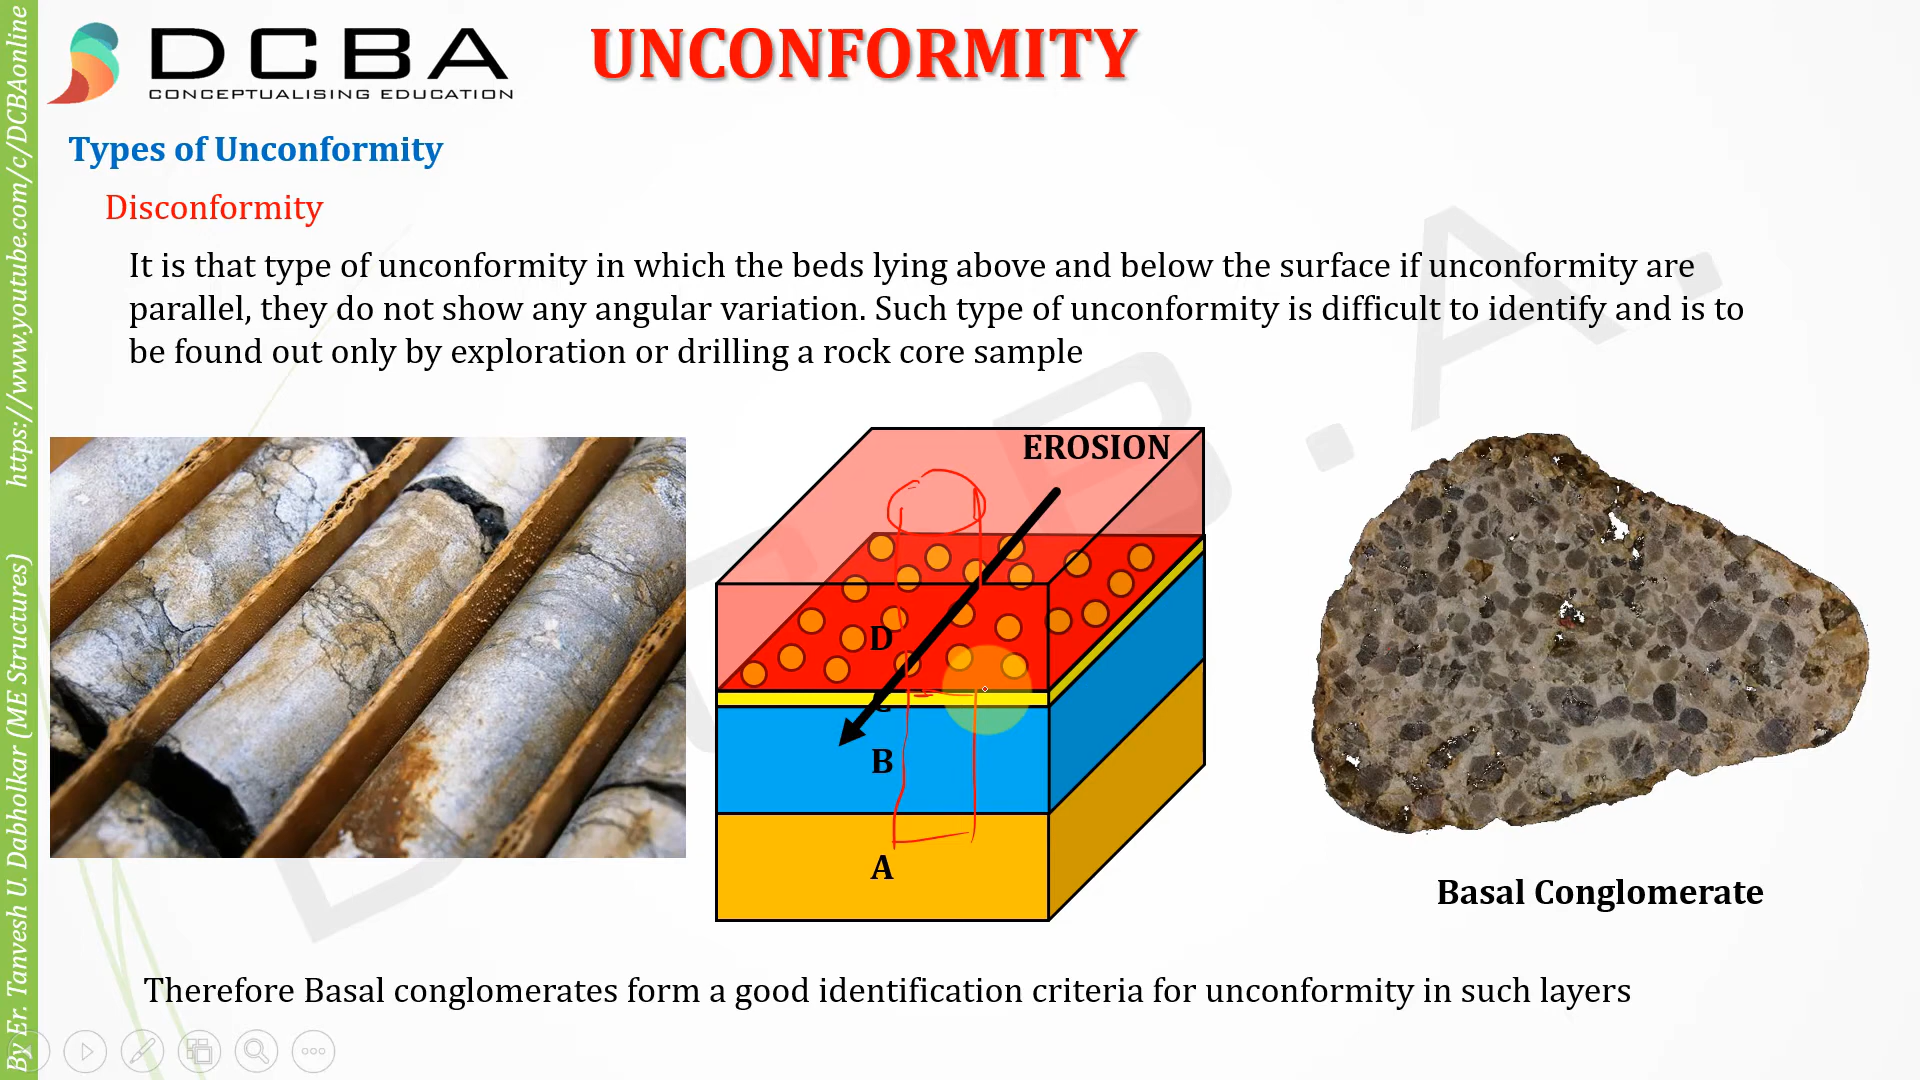 DCBA
CONCEPTUALISING EDUCATION
UNCONFORMITY
Types of Unconformity
Disconformity
It is that type of unconformity in which the beds lying above and below the surface if unconformity are
parallel, they do not show any angular variation. Such type of unconformity is difficult to identify and is to
be found out only by exploration or drilling a rock core sample
EROSION
D
C
B
A
Basal Conglomerate
Therefore Basal conglomerates form a good identification criteria for unconformity in such layers
By Er. Tanvesh U. Dabholkar (ME Structures) https://www.youtube.com/c/DCBAonline
D.C.B.A.